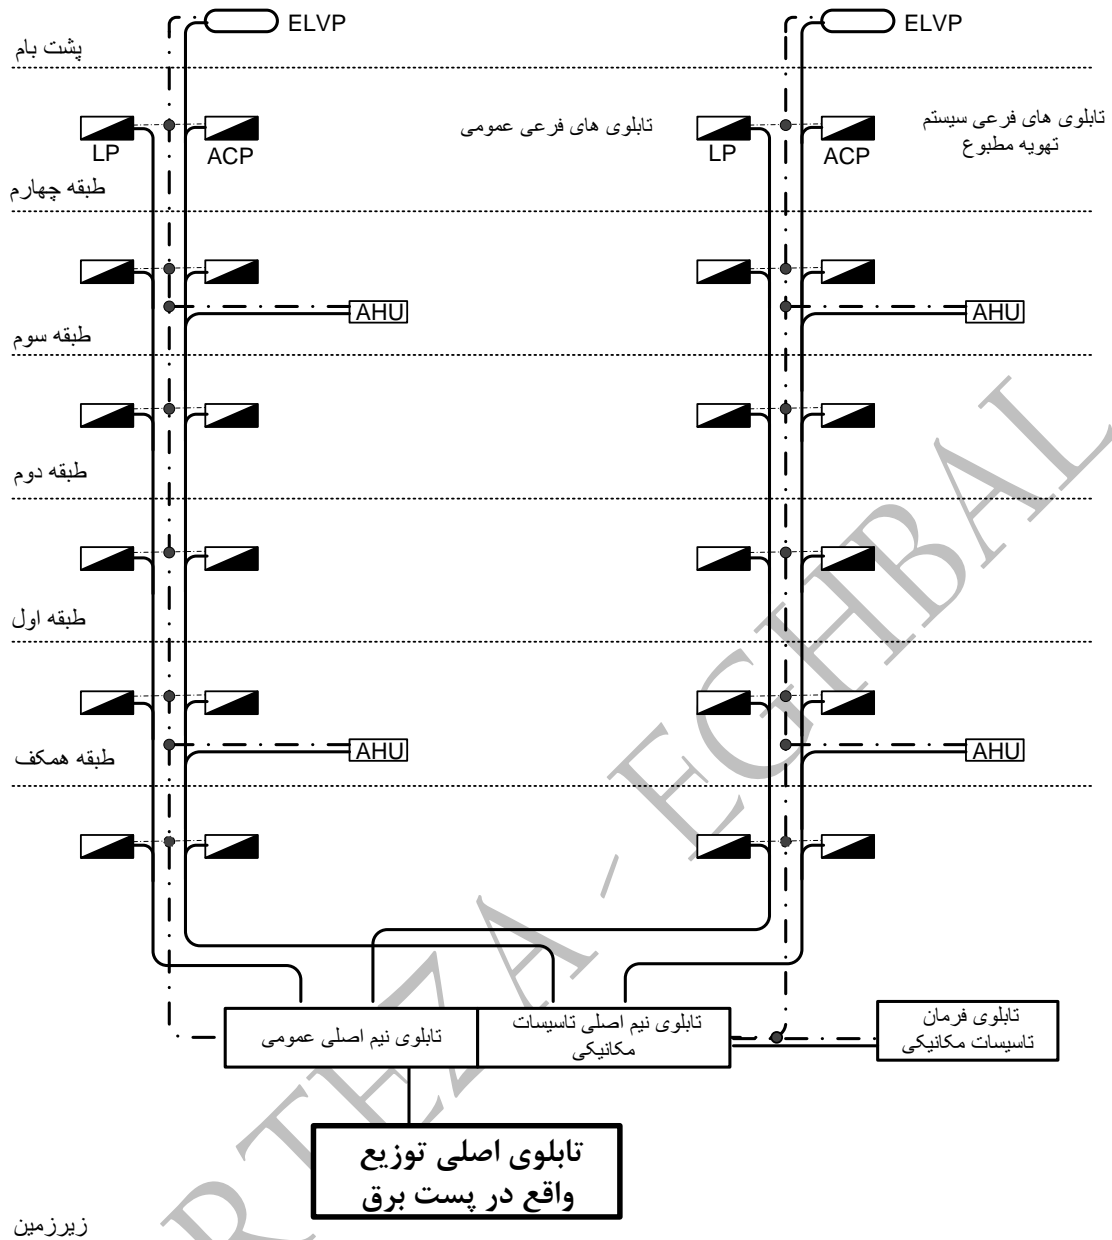 ELVP
ELVP
پشت بام
تابلوی های فرعی عمومی
تابلوی های فرعی سیستم
تهویه مطبوع
LP
ACP
LP
ACP
طبقه چهارم
AHU
AHU
طبقه سوم
طبقه دوم
طبقه اول
AHU
AHU
طبقه همکف
تابلوی نیم اصلی عمومی
تابلوی نیم اصلی تاسیسات
مکانیکی
تابلوی فرمان
تاسیسات مکانیکی
تابلوی اصلی توزیع
واقع در پست برق
زیرزمین
RTEZA - EGHBAL